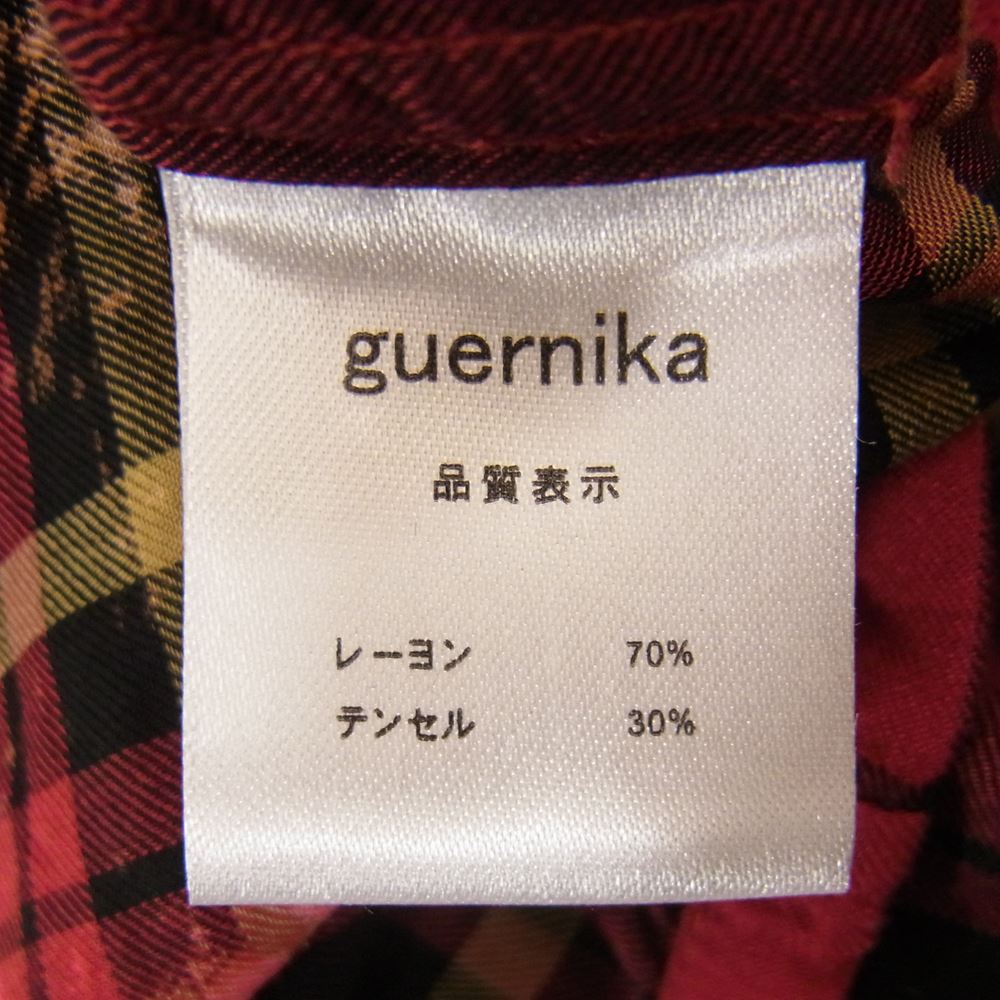 guernika
品質表示
レーヨン 70%
テンセル 30%